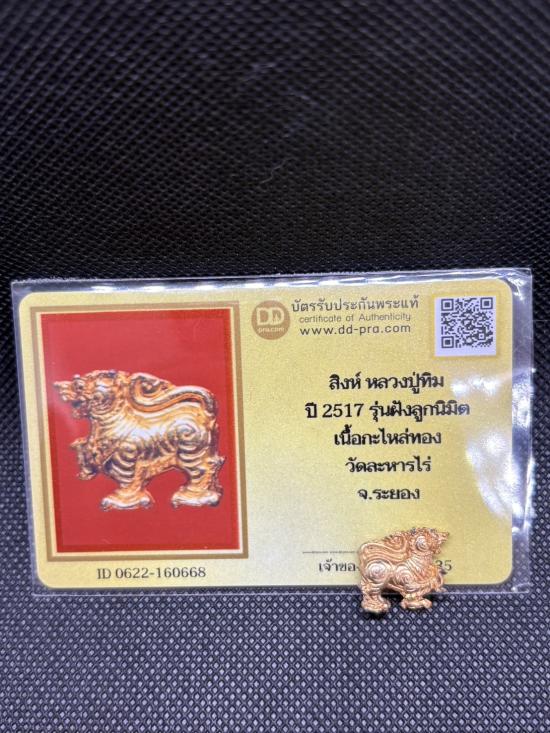 DD
pra.com
บัตรรับประกันพระแท้
certificate of Authenticity
www.dd-pra.com
สิงห์ หลวงปู่ทิม
ปี 2517 รุ่นฝังลูกนิมิต
เนื้อกะไหล่ทอง
วัดละหารไร่
จ.ระยอง
ID 0622-160668